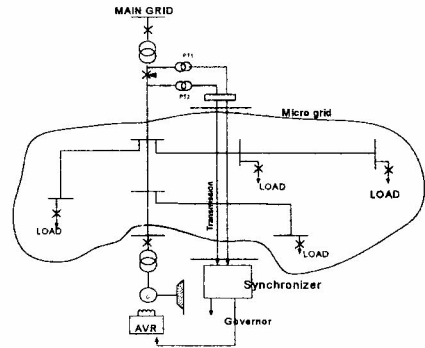 MAIN GRID
PT1
PT2
Micro grid
LOAD
LOAD
Transmission
LOAD
LOAD
Synchronizer
G
Governor
AVR